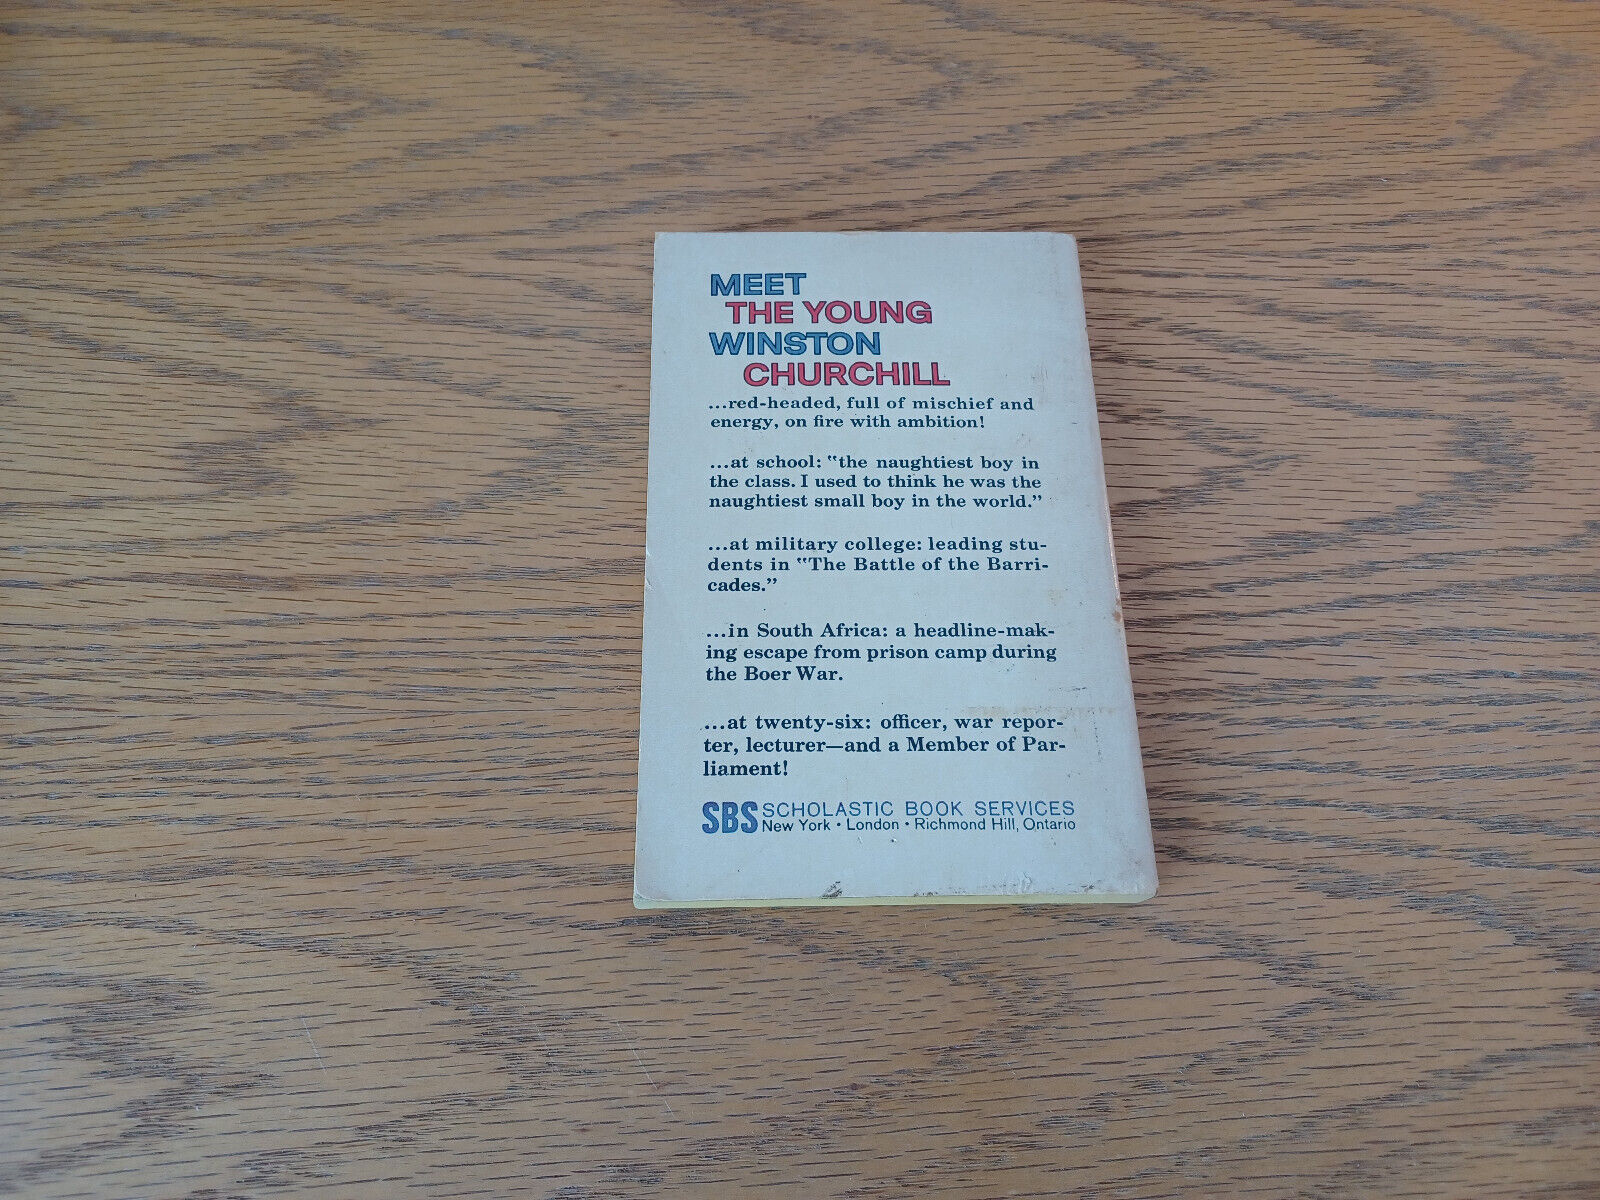 MEET
THE YOUNG
WINSTON
CHURCHILL
...red-headed, full of mischief and
energy, on fire with ambition!
...at school: "the naughtiest boy in
the class. I used to think he was the
naughtiest small boy in the world."
...at military college: leading stu-
dents in "The Battle of the Barri-
cades."
...in South Africa: a headline-mak-
ing escape from prison camp during
the Boer War.
...at twenty-six: officer, war repor-
ter, lecturer—and a Member of Par-
liament!
SBS SCHOLASTIC BOOK SERVICES
New York • London • Richmond Hill, Ontario